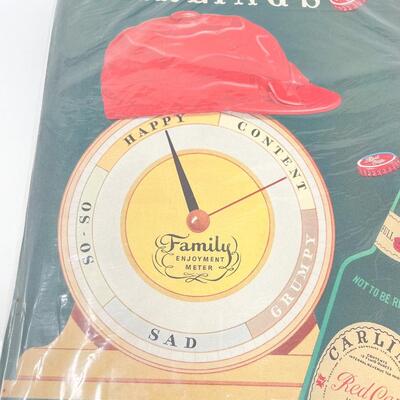 HAPPY
CONTENT
SO-SO
Family
ENJOYMENT
METER
GRUMPY
SAD
NOT TO BE RE
CARLI
Red Ca